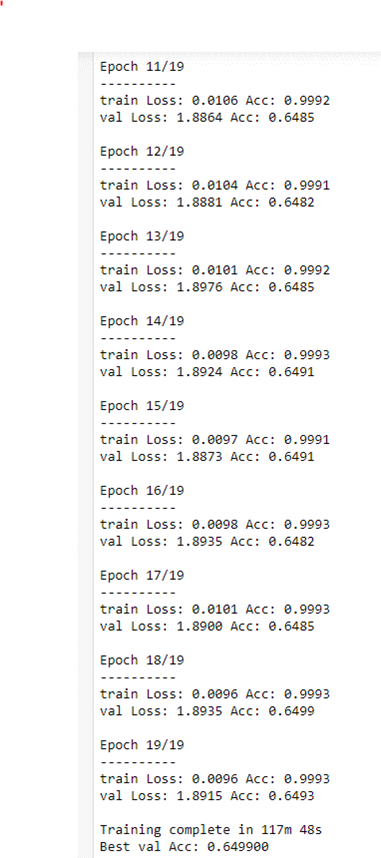 Epoch 11/19
----------
train Loss: 0.0106 Acc: 0.9992
val Loss: 1.8864 Acc: 0.6485
Epoch 12/19
----------
train Loss: 0.0104 Acc: 0.9991
val Loss: 1.8881 Acc: 0.6482
Epoch 13/19
----------
train Loss: 0.0101 Acc: 0.9992
val Loss: 1.8976 Acc: 0.6485
Epoch 14/19
----------
train Loss: 0.0098 Acc: 0.9993
val Loss: 1.8924 Acc: 0.6491
Epoch 15/19
----------
train Loss: 0.0097 Acc: 0.9991
val Loss: 1.8873 Acc: 0.6491
Epoch 16/19
----------
train Loss: 0.0098 Acc: 0.9993
val Loss: 1.8935 Acc: 0.6482
Epoch 17/19
----------
train Loss: 0.0101 Acc: 0.9993
val Loss: 1.8900 Acc: 0.6485
Epoch 18/19
----------
train Loss: 0.0096 Acc: 0.9993
val Loss: 1.8935 Acc: 0.6499
Epoch 19/19
----------
train Loss: 0.0096 Acc: 0.9993
val Loss: 1.8915 Acc: 0.6493
Training complete in 117m 48s
Best val Acc: 0.649900